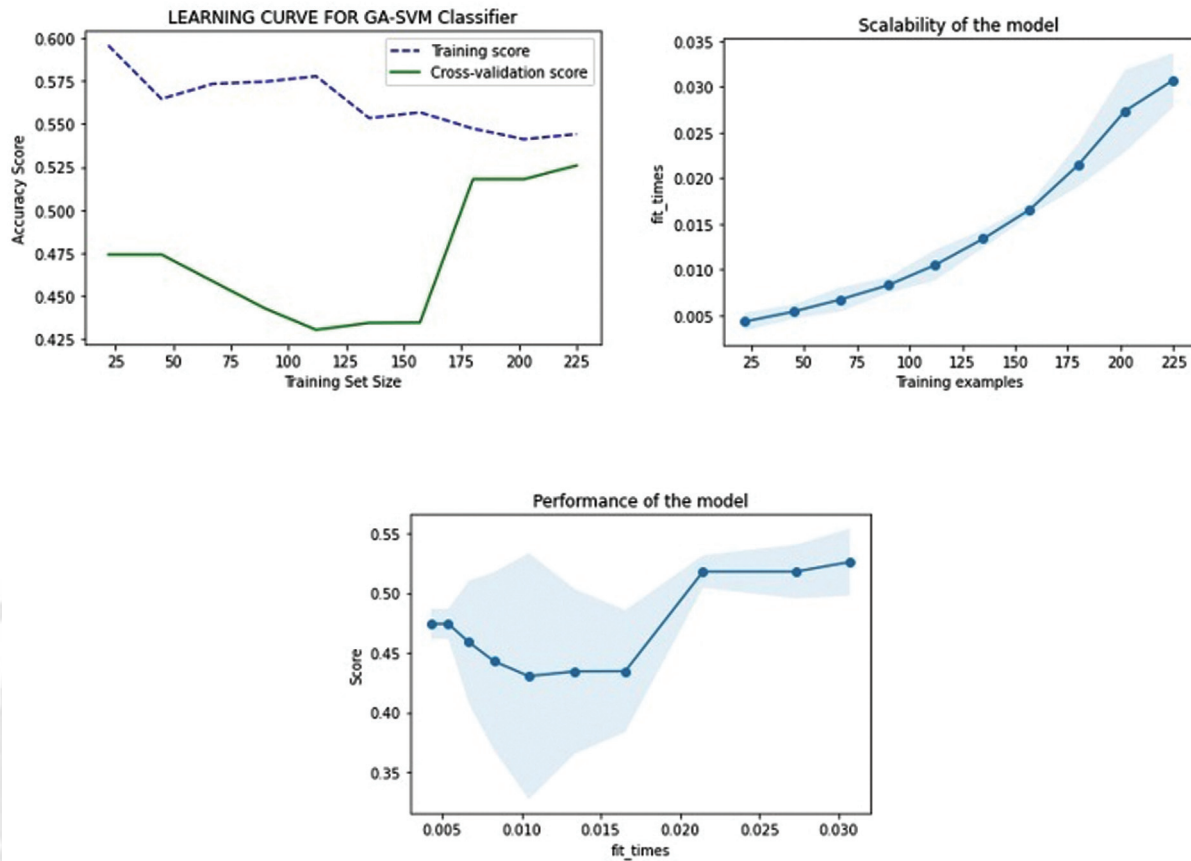 LEARNING CURVE FOR GA-SVM Classifier
0.600
0.575
0.550
0.525
0.500
0.475
0.450
0.425
Accuracy Score
Training score
Cross-validation score
25 50 75 100 125 150 175 200 225
Training Set Size
Scalability of the model
0.035
0.030
0.025
0.020
0.015
0.010
0.005
fit_times
25 50 75 100 125 150 175 200 225
Training examples
Performance of the model
0.55
0.50
0.45
0.40
0.35
Score
0.005 0.010 0.015 0.020 0.025 0.030
fit_times